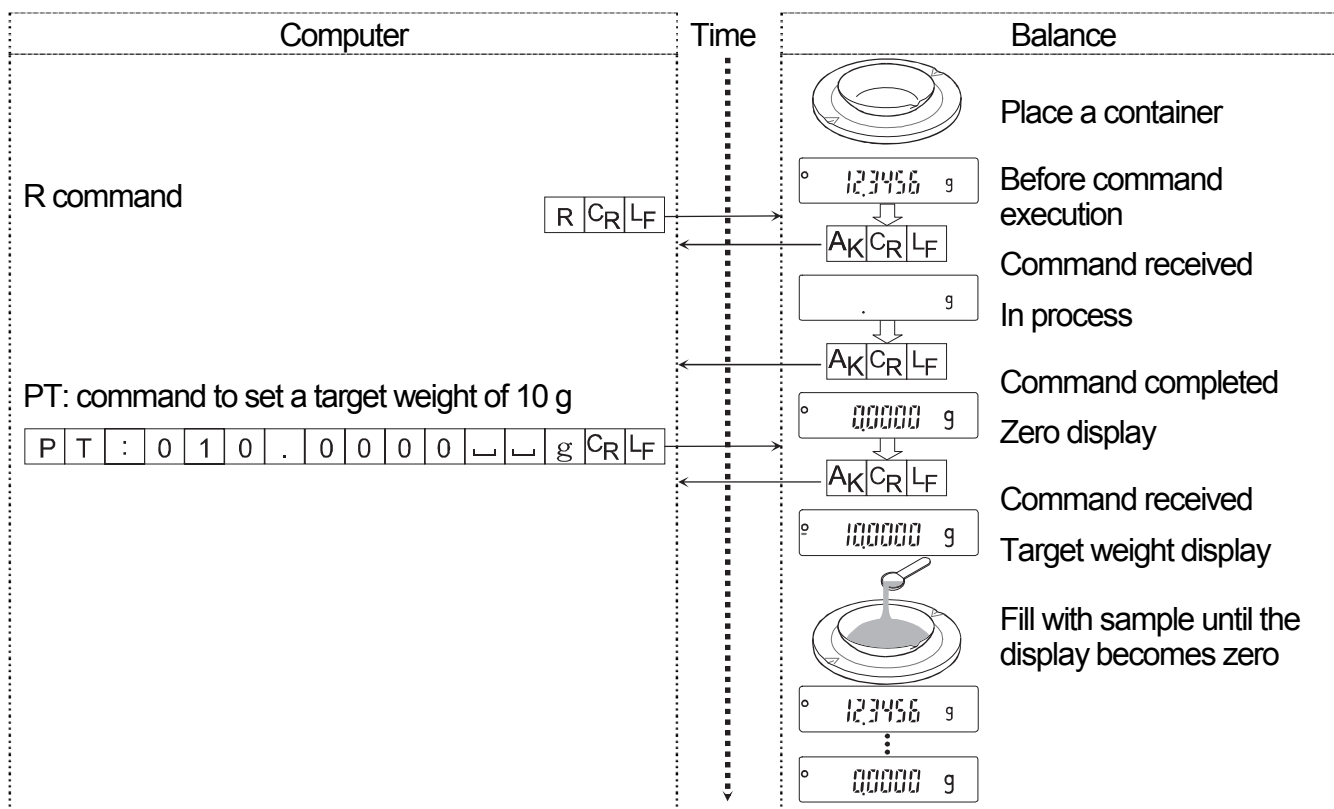 Computer Time Balance
Place a container
12.3456 g
Before command
execution
R command
R CR LF
AK CR LF
Command received
. g
In process
AK CR LF
Command completed
PT: command to set a target weight of 10 g
0.0000 g
Zero display
P T : 0 1 0 . 0 0 0 0 ␣ ␣ g CR LF
AK CR LF
Command received
10.0000 g
Target weight display
Fill with sample until the
display becomes zero
12.3456 g
0.0000 g